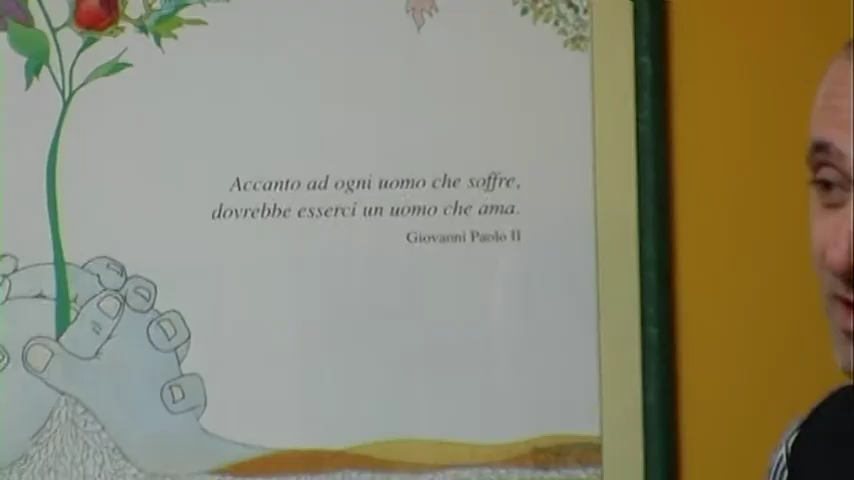 Accanto ad ogni uomo che soffre,
dovrebbe esserci un uomo che ama.
Giovanni Paolo II